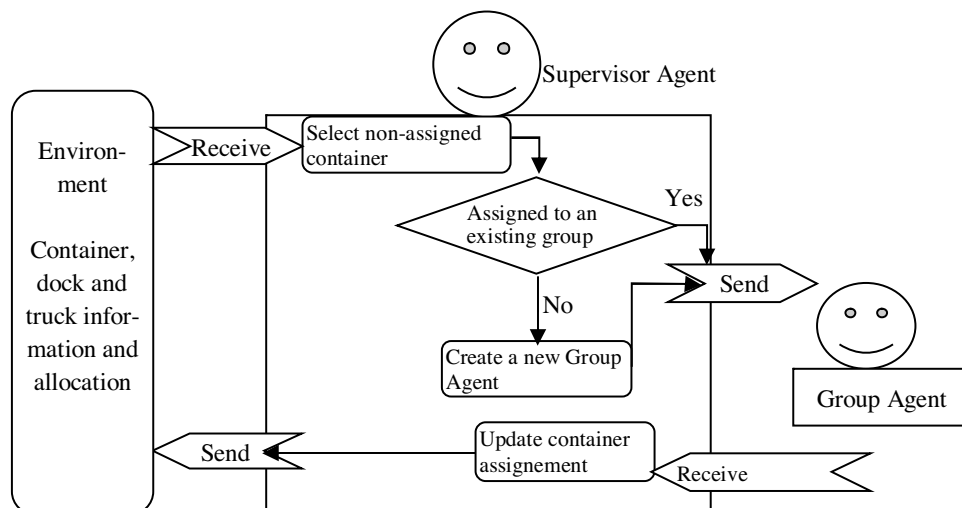 Supervisor Agent
Environ-
ment
Container,
dock and
truck infor-
mation and
allocation
Receive
Select non-assigned
container
Assigned to an
existing group
Yes
No
Send
Create a new Group
Agent
Group Agent
Send
Update container
assignement
Receive